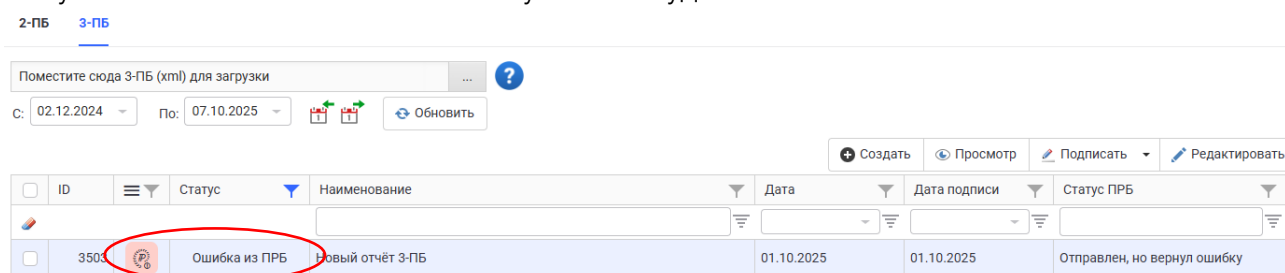 2-ПБ 3-ПБ
Поместите сюда 3-ПБ (xml) для загрузки ... ?
С: 02.12.2024 По: 07.10.2025 1 1 Обновить
Создать Просмотр Подписать Редактировать
ID Статус Наименование Дата Дата подписи Статус ПРБ
3503 Ошибка из ПРБ Новый отчёт 3-ПБ 01.10.2025 01.10.2025 Отправлен, но вернул ошибку